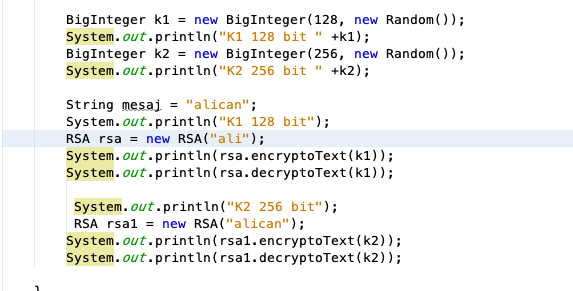 BigInteger k1 = new BigInteger(128, new Random());
System.out.println("K1 128 bit " +k1);
BigInteger k2 = new BigInteger(256, new Random());
System.out.println("K2 256 bit " +k2);
String mesaj = "alican";
System.out.println("K1 128 bit");
RSA rsa = new RSA("ali");
System.out.println(rsa.encryptoText(k1));
System.out.println(rsa.decryptoText(k1));
System.out.println("K2 256 bit");
RSA rsa1 = new RSA("alican");
System.out.println(rsa1.encryptoText(k2));
System.out.println(rsa1.decryptoText(k2));
}